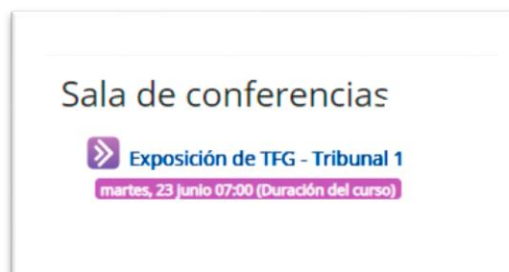 Sala de conferencias
Exposición de TFG - Tribunal 1
martes, 23 junio 07:00 (Duración del curso)